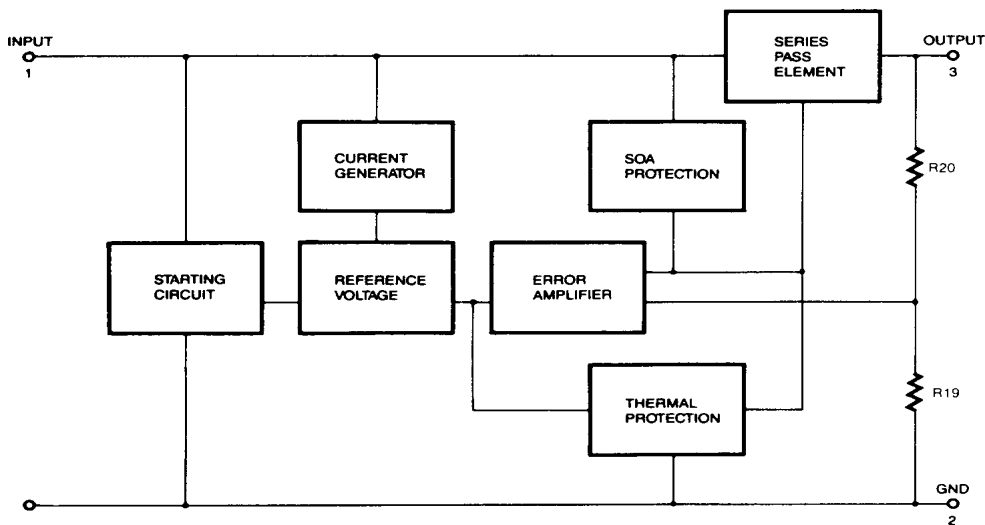 INPUT
1
SERIES
PASS
ELEMENT
OUTPUT
3
CURRENT
GENERATOR
SOA
PROTECTION
R20
STARTING
CIRCUIT
REFERENCE
VOLTAGE
ERROR
AMPLIFIER
THERMAL
PROTECTION
R19
GND
2